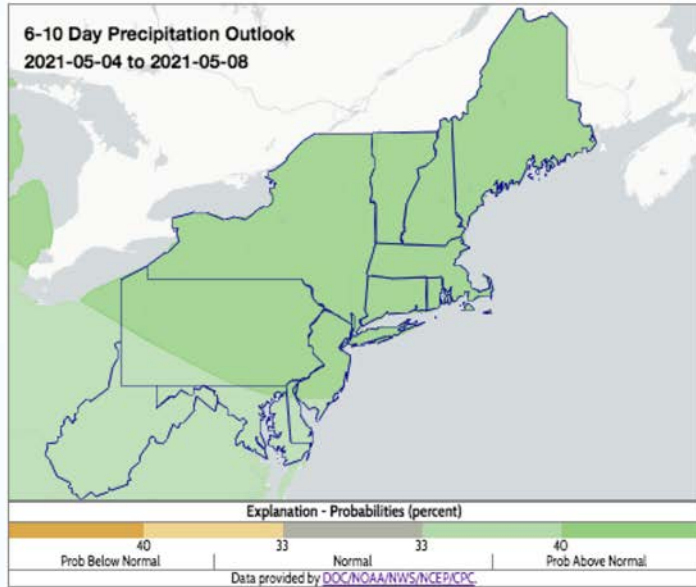 6-10 Day Precipitation Outlook
2021-05-04 to 2021-05-08
Explanation - Probabilities (percent)
40 33 33 40
Prob Below Normal | Normal | Prob Above Normal
Data provided by DOC/NOAA/NWS/NCEP/CPC.